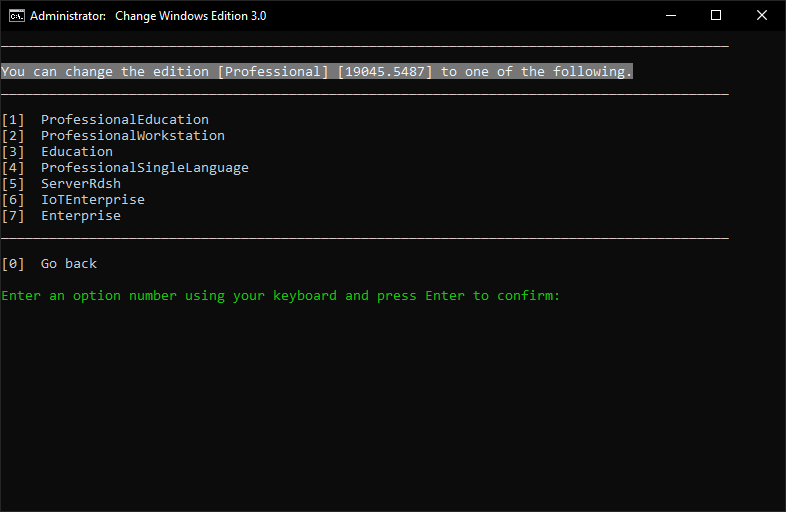 Administrator: Change Windows Edition 3.0
You can change the edition [Professional] [19045.5487] to one of the following.
[1] ProfessionalEducation
[2] ProfessionalWorkstation
[3] Education
[4] ProfessionalSingleLanguage
[5] ServerRdsh
[6] IoTEnterprise
[7] Enterprise
[0] Go back
Enter an option number using your keyboard and press Enter to confirm: